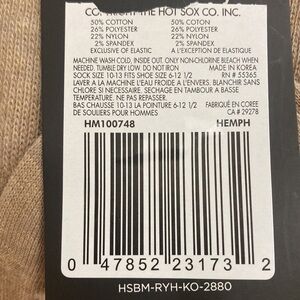 THE HOT SOX CO. INC.
50% COTTON 50% COTTON
26% POLYESTER 26% POLYESTER
22% NYLON 22% NYLON
2% SPANDEX 2% SPANDEX
EXCLUSIVE OF ELASTIC A L'EXCEPTION D'ELASTIQUE
MACHINE WASH COLD, INSIDE OUT. ONLY NON-CHLORINE BLEACH WHEN
NEEDED. TUMBLE DRY LOW. DO NOT IRON MADE IN KOREA
SOCK SIZE 10-13 FITS SHOE SIZE 6-12 1/2 RN # 55365
LAVER A LA MACHINE L'EAU FROIDE A L'ENVERS. BLANCHIR SANS
CHLORE SI NECESSAIRE. SECHAGE EN TAMBOUR A BASSE
TEMPERATURE. NE PAS REPASSER.
BAS CHAUSSE 10-13 LA POINTURE 6-12 1/2 FABRIQUÉ EN COREE
DE SOULIERS POUR HOMMES CA # 29278
HM100748 HEMPH
0 47852 23173 2
HSBM-RYH-KO-2880